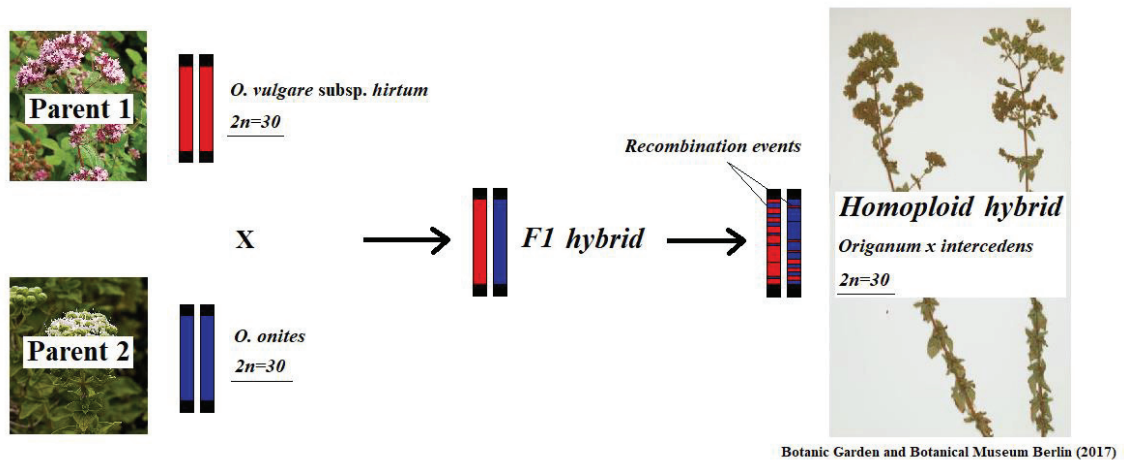 Parent 1
O. vulgare subsp. hirtum
2n=30
X
Parent 2
O. onites
2n=30
F1 hybrid
Recombination events
Homoploid hybrid
Origanum x intercedens
2n=30
Botanic Garden and Botanical Museum Berlin (2017)